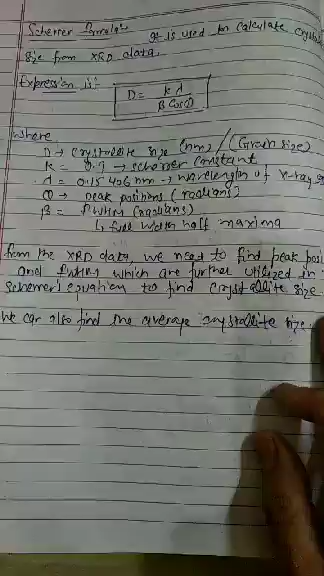 Scherrer Formula:- It is used to calculate crysta
size from XRD data.
Expression is:-
D = kλ / β Cosθ
where
D → Crystallite size (nm) / (Grain size)
K = 0.9 → scherrer constant
λ = 0.15406 nm → wavelength of x-ray
θ → peak positions (radians)
β = FWHM (radians)
↳ full width half maxima
from the XRD data, we need to find peak posi
and FWHM which are further utilized in
Scherrer's equation to find crystallite size.
We can also find the average crystallite size.